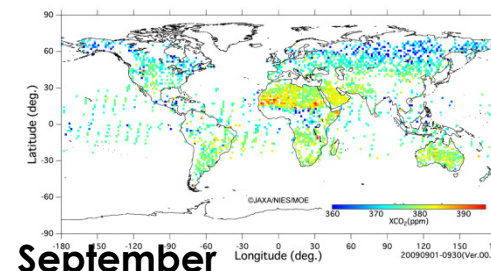 90
60
30
0
-30
-60
-90
Latitude (deg.)
©JAXA/NIES/MOE
360 370 380 390
XCO₂(ppm)
-180 -150 -120 -90 -60 -30 0 30 60 90 120 150 180
September
Longitude (deg.)
20090901-0930(Ver.00.